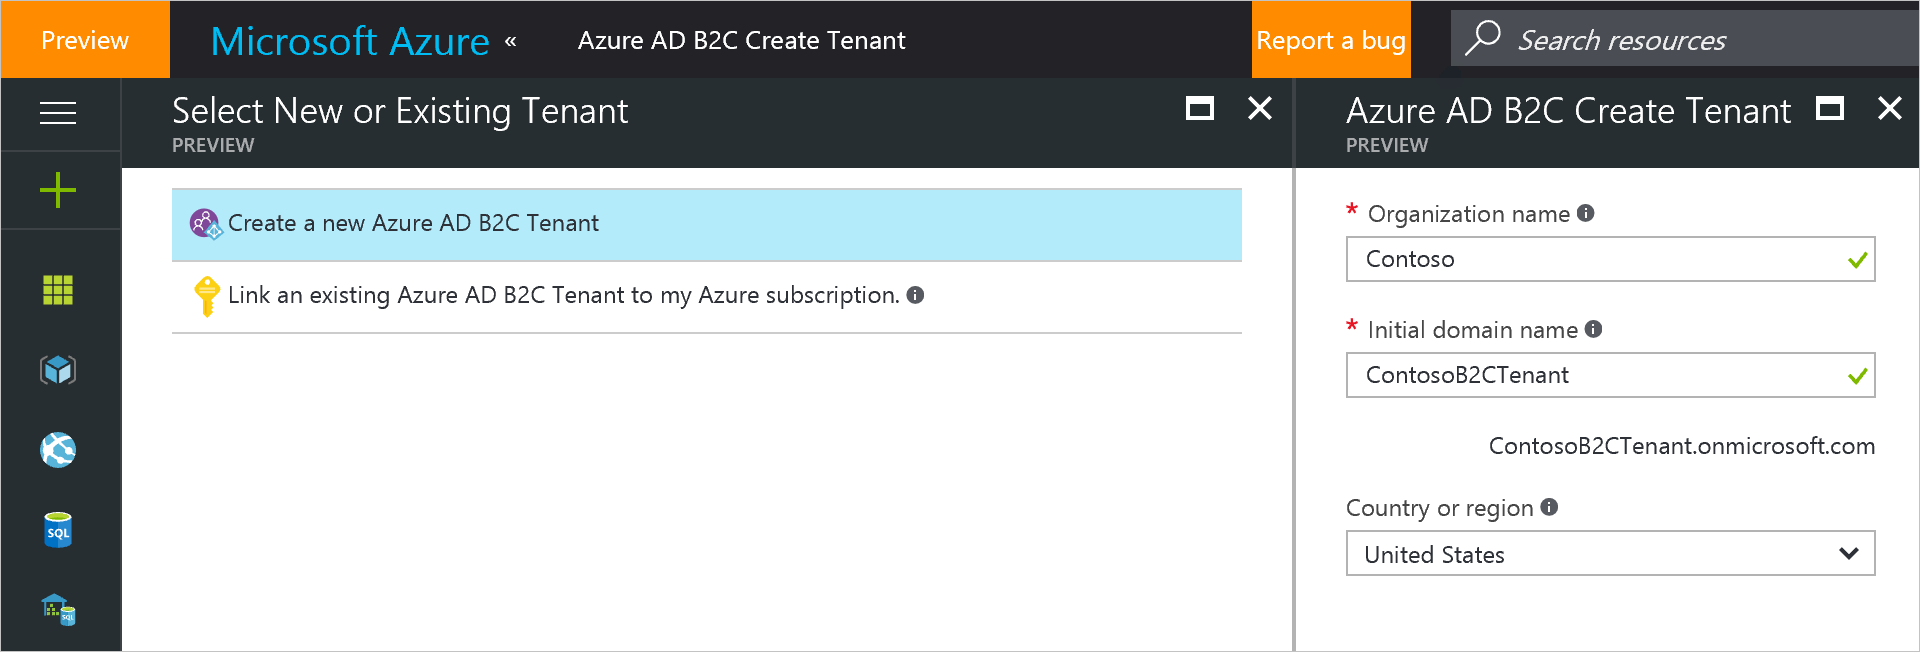 Preview
Microsoft Azure «
Azure AD B2C Create Tenant
Report a bug
Search resources
Select New or Existing Tenant
PREVIEW
Create a new Azure AD B2C Tenant
Link an existing Azure AD B2C Tenant to my Azure subscription.
Azure AD B2C Create Tenant
PREVIEW
* Organization name
Contoso
* Initial domain name
ContosoB2CTenant
ContosoB2CTenant.onmicrosoft.com
Country or region
United States
SQL
SQL